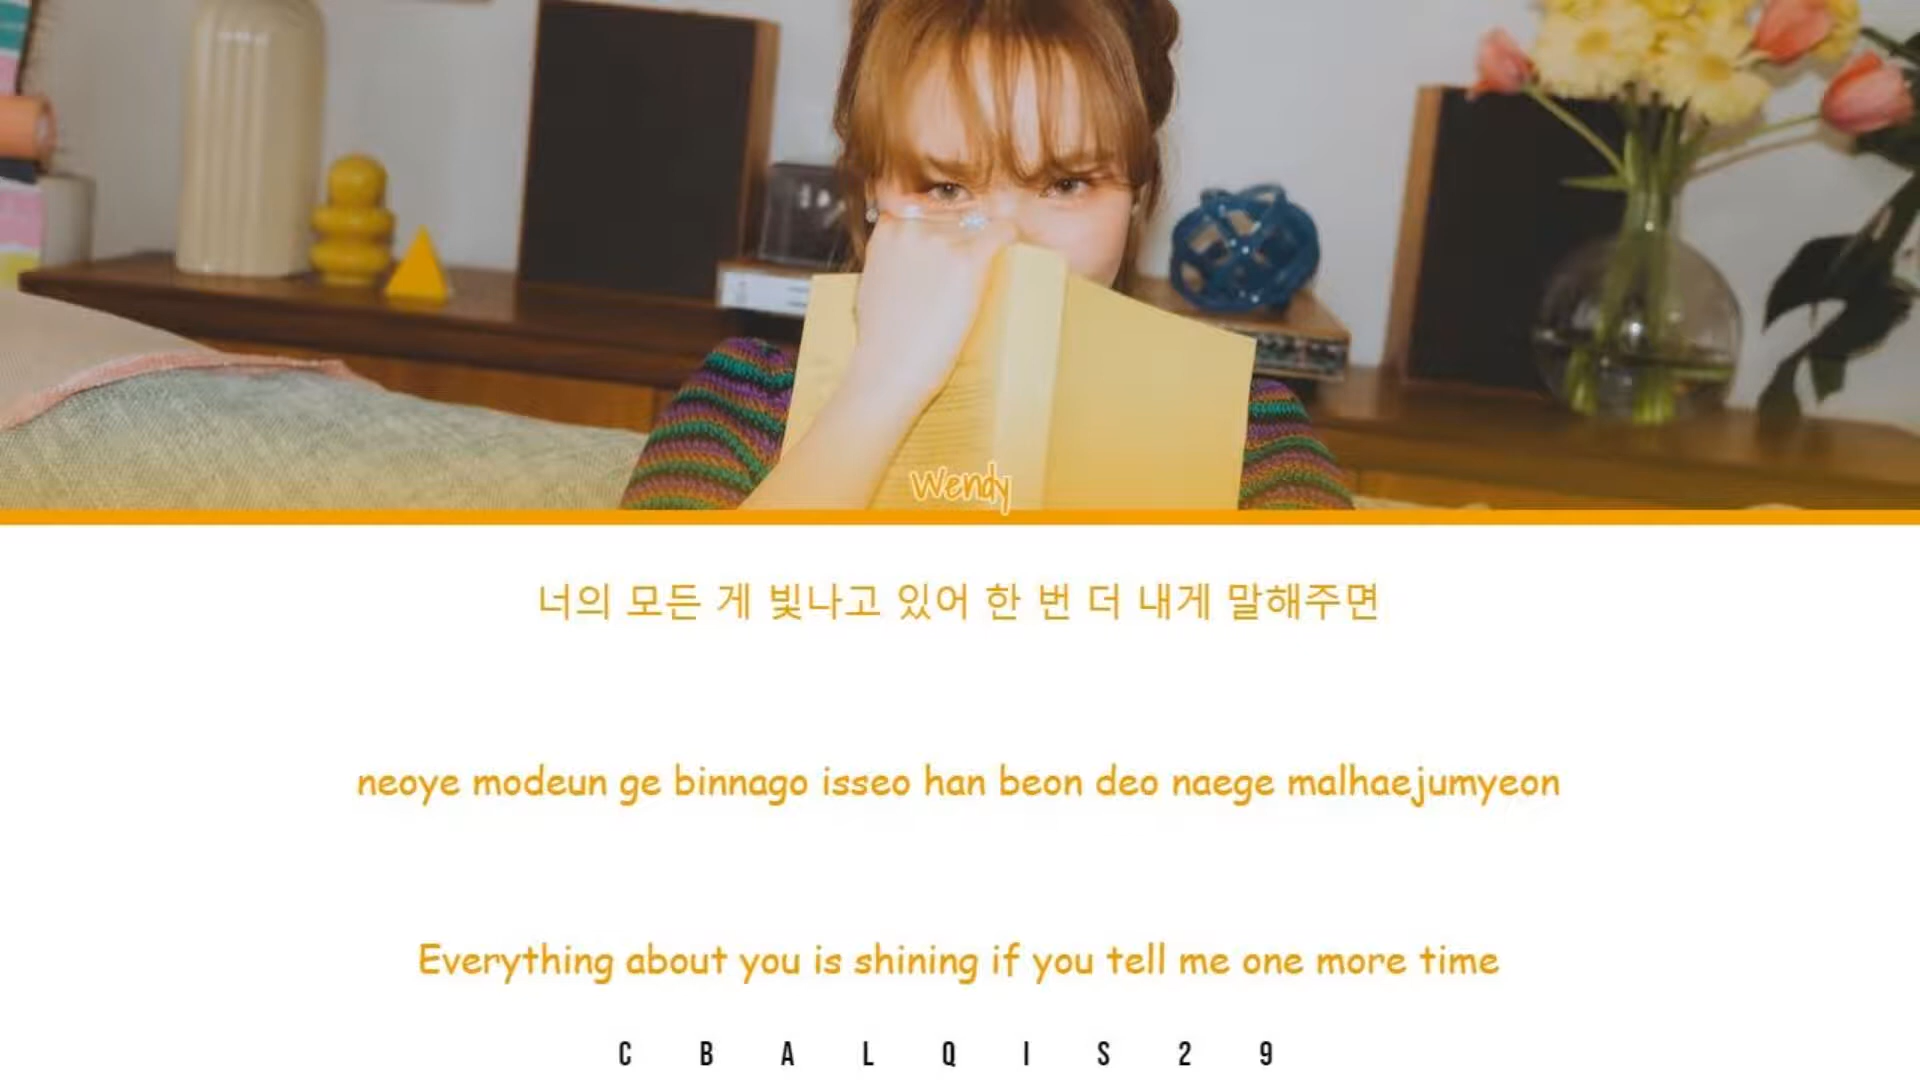 Wendy
너의 모든 게 빛나고 있어 한 번 더 내게 말해주면
neoye modeun ge binnago isseo han beon deo naege malhaejumyeon
Everything about you is shining if you tell me one more time
CBALQIS29